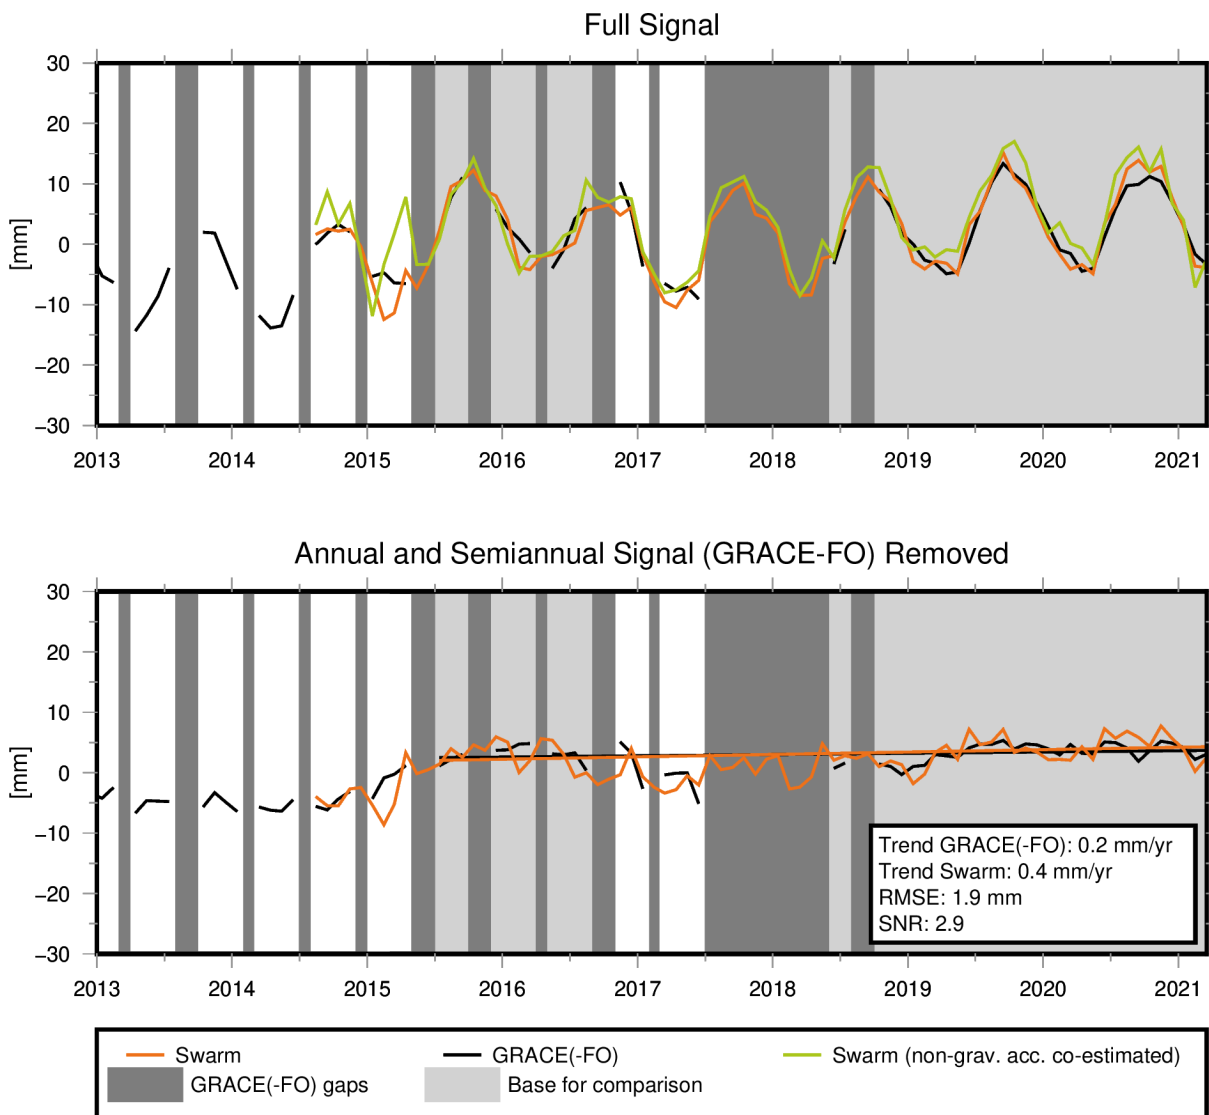 Full Signal
30
20
10
0
−10
−20
−30
[mm]
2013 2014 2015 2016 2017 2018 2019 2020 2021
Annual and Semiannual Signal (GRACE-FO) Removed
30
20
10
0
−10
−20
−30
[mm]
Trend GRACE(-FO): 0.2 mm/yr
Trend Swarm: 0.4 mm/yr
RMSE: 1.9 mm
SNR: 2.9
2013 2014 2015 2016 2017 2018 2019 2020 2021
Swarm GRACE(-FO) Swarm (non-grav. acc. co-estimated)
GRACE(-FO) gaps Base for comparison